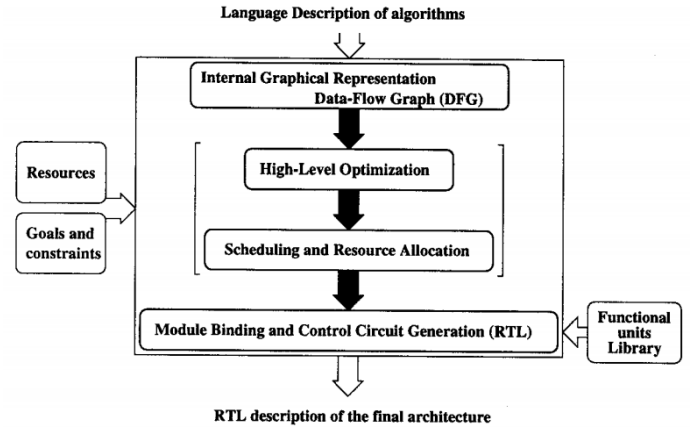 Language Description of algorithms
Internal Graphical Representation
Data-Flow Graph (DFG)
High-Level Optimization
Resources
Goals and
constraints
Scheduling and Resource Allocation
Module Binding and Control Circuit Generation (RTL)
Functional
units
Library
RTL description of the final architecture